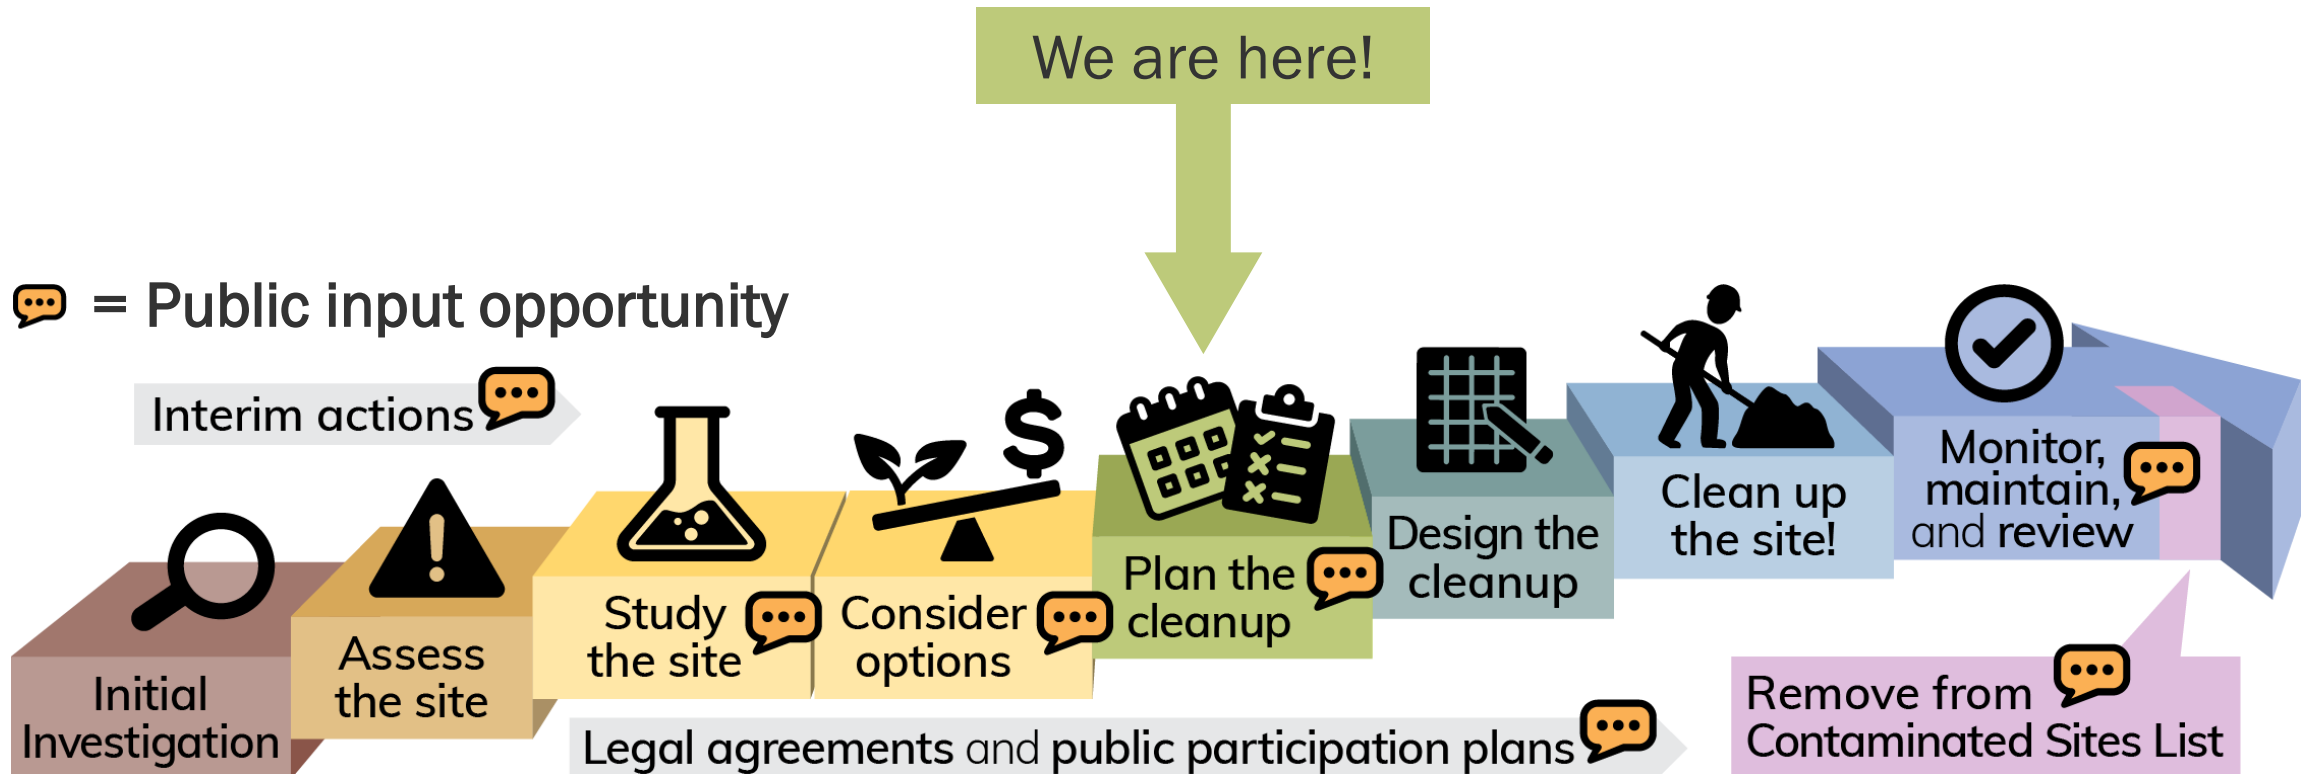 We are here!
= Public input opportunity
Interim actions
Initial
Investigation
Assess
the site
Study
the site
Consider
options
Plan the
cleanup
Design the
cleanup
Clean up
the site!
Monitor,
maintain,
and review
Legal agreements and public participation plans
Remove from
Contaminated Sites List